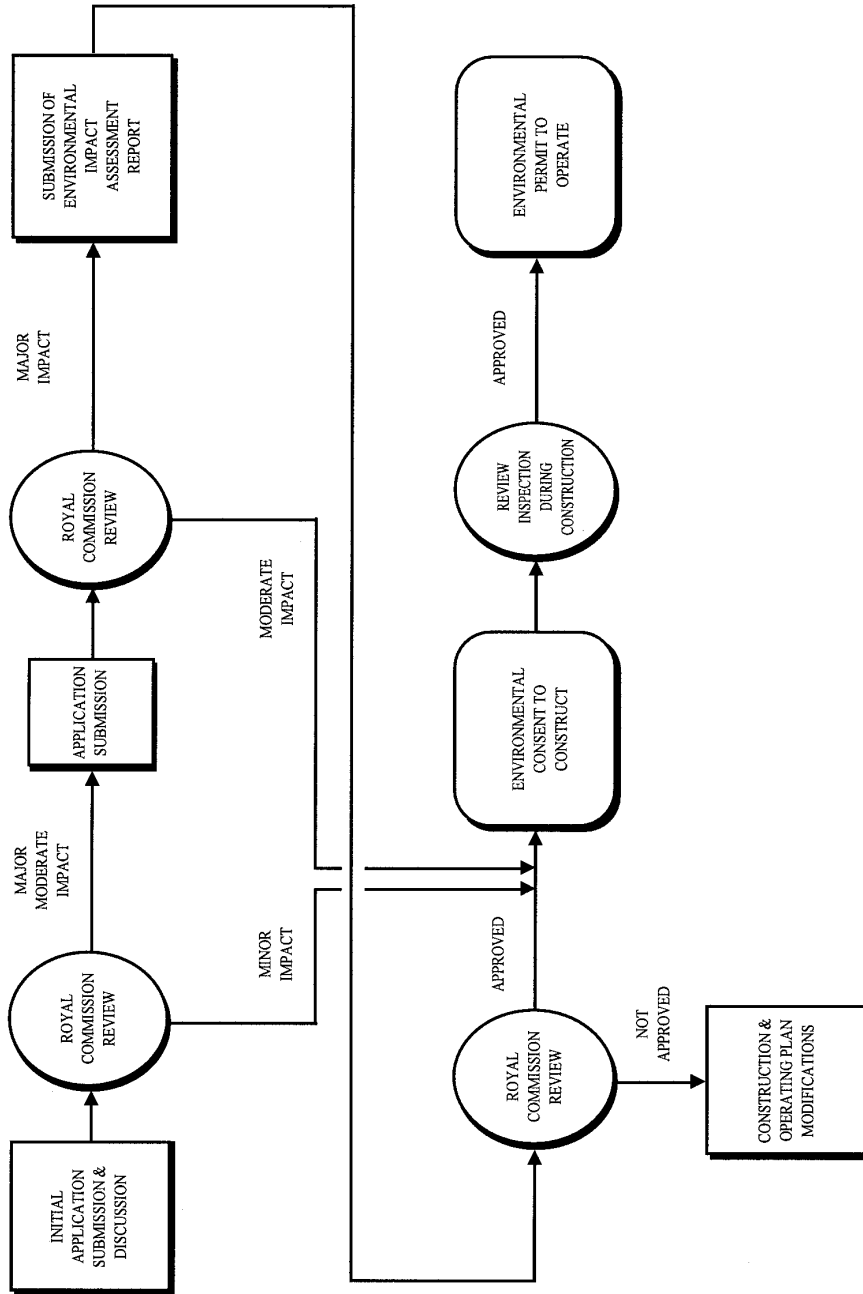 INITIAL
APPLICATION
SUBMISSION &
DISCUSSION
ROYAL
COMMISSION
REVIEW
MAJOR
MODERATE
IMPACT
MINOR
IMPACT
APPLICATION
SUBMISSION
ROYAL
COMMISSION
REVIEW
MAJOR
IMPACT
MODERATE
IMPACT
SUBMISSION OF
ENVIRONMENTAL
IMPACT
ASSESSMENT
REPORT
ROYAL
COMMISSION
REVIEW
APPROVED
NOT
APPROVED
CONSTRUCTION &
OPERATING PLAN
MODIFICATIONS
ENVIRONMENTAL
CONSENT TO
CONSTRUCT
REVIEW
INSPECTION
DURING
CONSTRUCTION
APPROVED
ENVIRONMENTAL
PERMIT TO
OPERATE